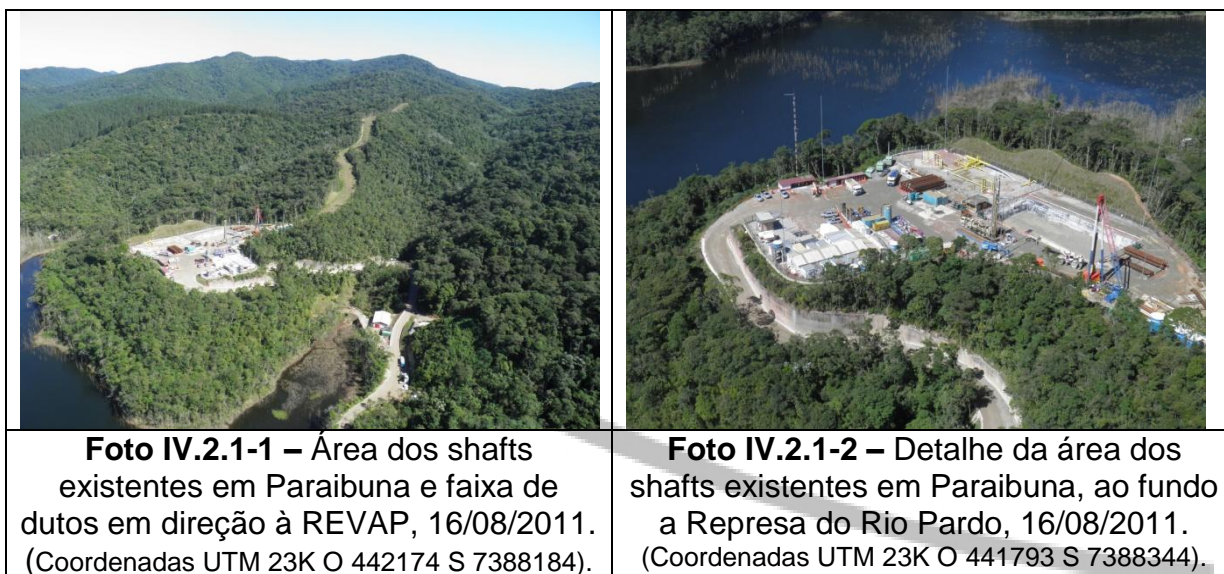 Foto IV.2.1-1 – Área dos shafts
existentes em Paraibuna e faixa de
dutos em direção à REVAP, 16/08/2011.
(Coordenadas UTM 23K O 442174 S 7388184).
Foto IV.2.1-2 – Detalhe da área dos
shafts existentes em Paraibuna, ao fundo
a Represa do Rio Pardo, 16/08/2011.
(Coordenadas UTM 23K O 441793 S 7388344).